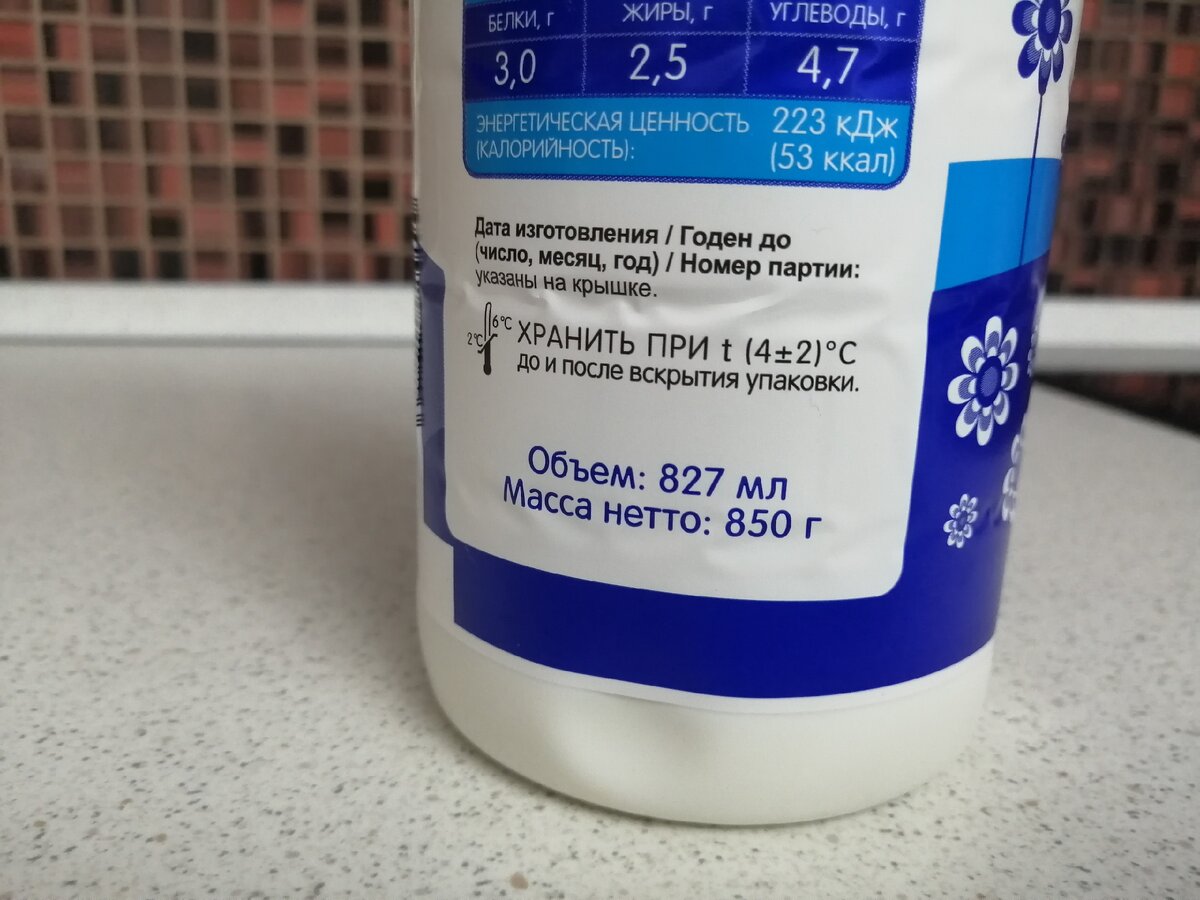 БЕЛКИ, г ЖИРЫ, г УГЛЕВОДЫ, г
3,0 2,5 4,7
ЭНЕРГЕТИЧЕСКАЯ ЦЕННОСТЬ 223 кДж
(КАЛОРИЙНОСТЬ): (53 ккал)
Дата изготовления / Годен до
(число, месяц, год) / Номер партии:
указаны на крышке.
6°C
2°C
ХРАНИТЬ ПРИ t (4±2)°C
до и после вскрытия упаковки.
Объем: 827 мл
Масса нетто: 850 г